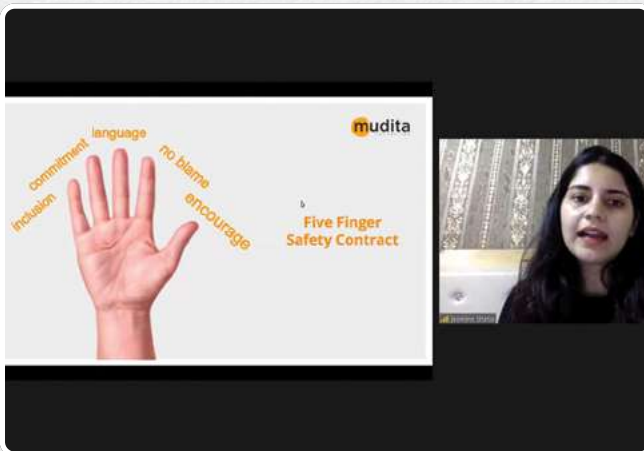 inclusion
commitment
language
no blame
encourage
mudita
Five Finger
Safety Contract